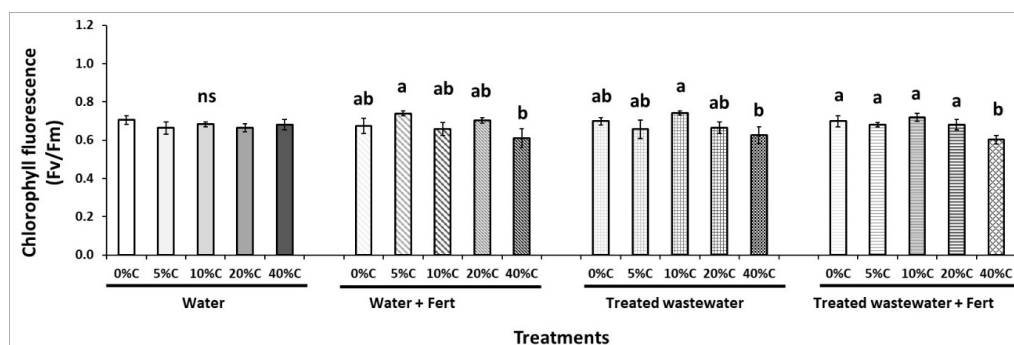 Chlorophyll fluorescence
(Fv/Fm)
1.2
1.0
0.8
0.6
0.4
0.2
0.0
ns
ab a ab ab b
ab a ab b
a a a a b
0%C 5%C 10%C 20%C 40%C 0%C 5%C 10%C 20%C 40%C 0%C 5%C 10%C 20%C 40%C 0%C 5%C 10%C 20%C 40%C
Water Water + Fert Treated wastewater Treated wastewater + Fert
Treatments